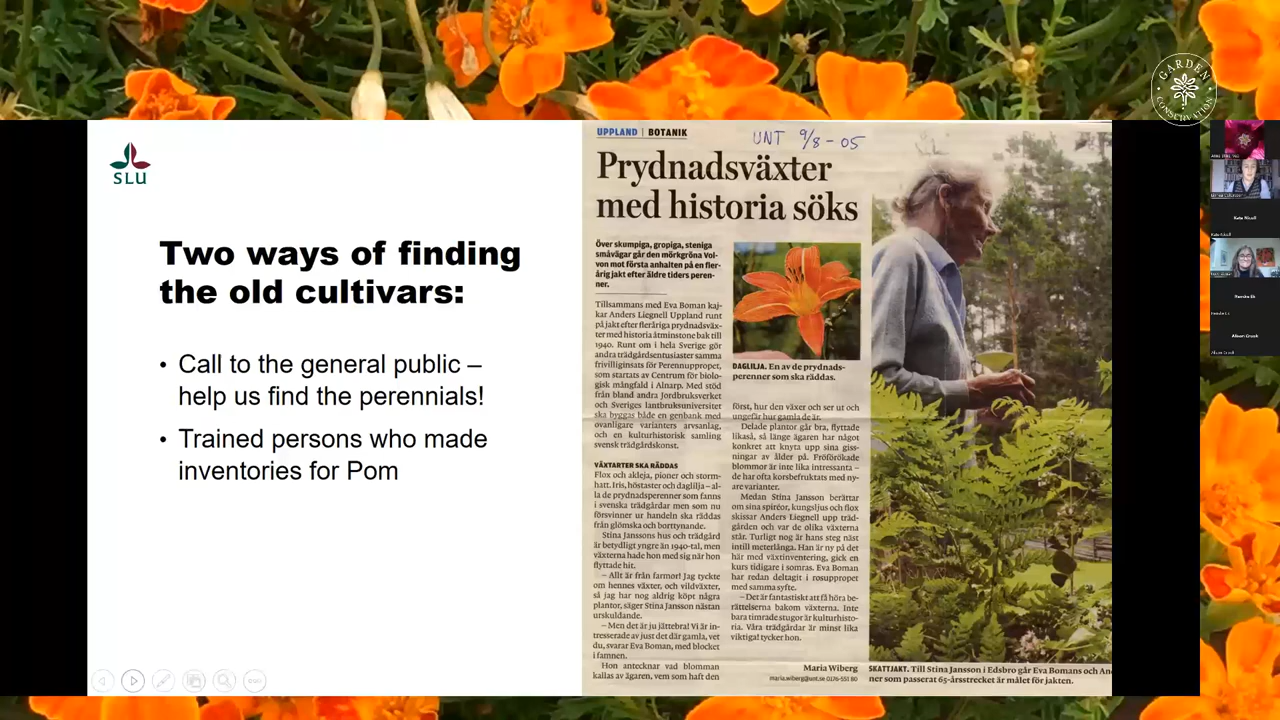 GARDEN
CONSERVATION
SLU
Two ways of finding
the old cultivars:
• Call to the general public –
help us find the perennials!
• Trained persons who made
inventories for Pom
UPPLAND | BOTANIK
UNT 9/8 - 05
Prydnadsväxter
med historia söks
Över skumpiga, gropiga, steniga
småvägar går den mörkgröna Vol-
von mot första anhalten på en fler-
årig jakt efter äldre tiders peren-
ner.
Tillsammans med Eva Boman kaj-
kar Anders Liegnell Uppland runt
på jakt efter fleråriga prydnadsväx-
ter med historia åtminstone bak till
1940. Runt om i hela Sverige gör
andra trädgårdsentusiaster samma
frivilliginsats för Perennuppropet,
som startats av Centrum för biolo-
gisk mångfald i Alnarp. Med stöd
från bland andra Jordbruksverket
och Sveriges lantbruksuniversitet
ska byggas både en genbank med
ovanligare varianters arvsanlag,
och en kulturhistorisk samling
svensk trädgårdskonst.
VÄXTARTER SKA RÄDDAS
Flox och akleja, pioner och storm-
hatt. Iris, höstaster och daglilja – al-
la de prydnadsperenner som fanns
i svenska trädgårdar men som nu
försvinner ur handeln ska räddas
från glömska och borttynande.
Stina Janssons hus och trädgård
är betydligt yngre än 1940-tal, men
växterna hade hon med sig när hon
flyttade hit.
– Allt är från farmor! Jag tyckte
om hennes växter, och vildväxter,
så jag har nog aldrig köpt några
plantor, säger Stina Jansson nästan
urskuldande.
– Men det är ju jättebra! Vi är in-
tresserade av just det där gamla, vet
du, svarar Eva Boman, med blocket
i famnen.
Hon antecknar vad blomman
kallas av ägaren, vem som haft den
DAGLILJA. En av de prydnads-
perenner som ska räddas.
först, hur den växer och ser ut och
ungefär hur gamla de är.
Delade plantor går bra, flyttade
likaså, så länge ägaren har något
konkret att knyta upp sina giss-
ningar av ålder på. Fröförökade
blommor är inte lika intressanta –
de har ofta korsbefruktats med ny-
are varianter.
Medan Stina Jansson berättar
om sina spireor, kungsljus och flox
skissar Anders Liegnell upp träd-
gården och var de olika växterna
står. Turligt nog är hans steg näst
intill meterlånga. Han är ny på det
här med växtinventering, gick en
kurs tidigare i somras. Eva Boman
har redan deltagit i rosuppropet
med samma syfte.
– Det är fantastiskt att få höra be-
rättelserna bakom växterna. Inte
bara timrade stugor är kulturhisto-
ria. Våra trädgårdar är minst lika
viktiga! tycker hon.
Maria Wiberg
maria.wiberg@unt.se 0176-551 80
SKATTJAKT. Till Stina Jansson i Edsbro går Eva Bomans och An
ner som passerat 65-årsstrecket är målet för jakten.